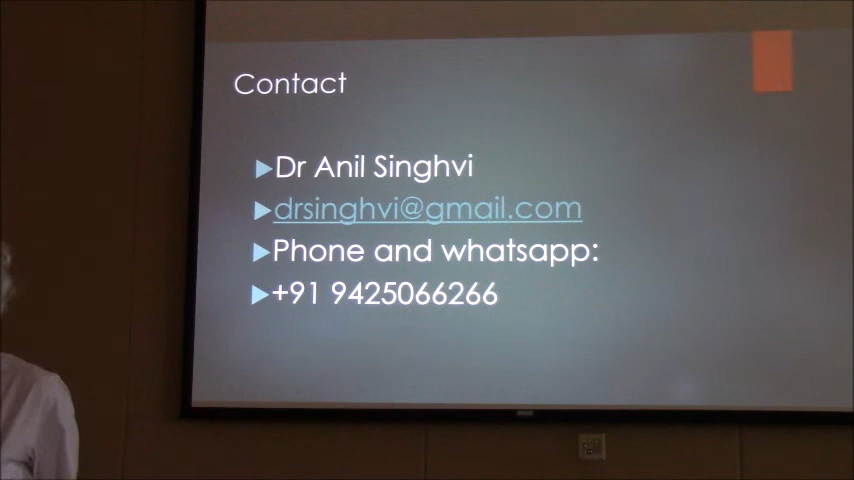 Contact
Dr Anil Singhvi
drsinghvi@gmail.com
Phone and whatsapp:
+91 9425066266